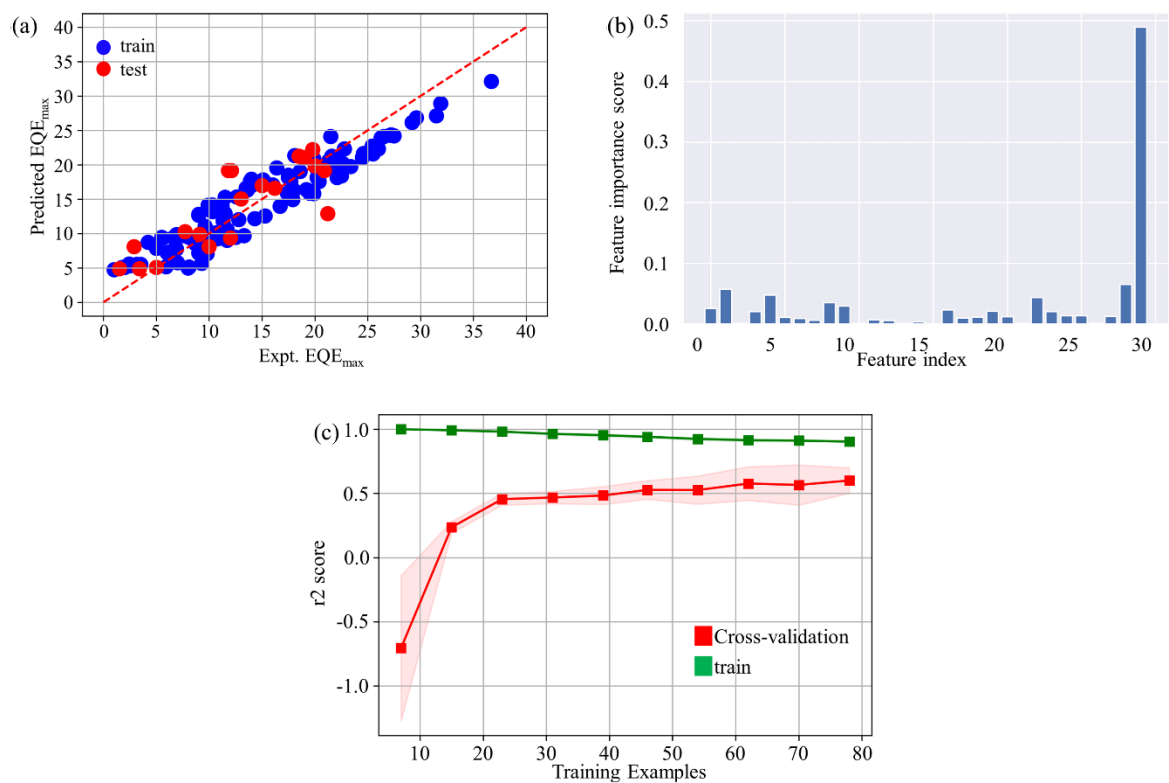 (a)
40
35
30
25
20
15
10
5
0
Predicted EQEmax
train
test
0 5 10 15 20 25 30 35 40
Expt. EQEmax
(b)
0.5
0.4
0.3
0.2
0.1
0.0
Feature importance score
0 5 10 15 20 25 30
Feature index
(c)
1.0
0.5
0.0
-0.5
-1.0
r2 score
Cross-validation
train
10 20 30 40 50 60 70 80
Training Examples